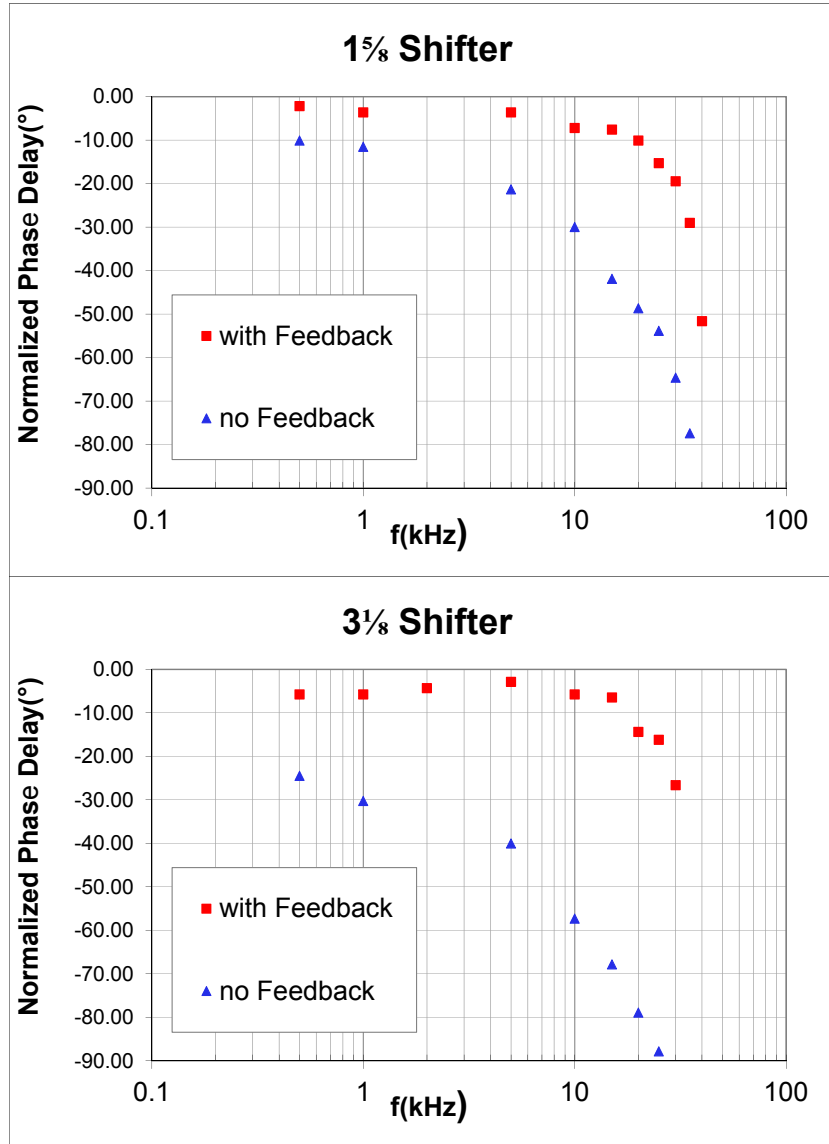 1⅝ Shifter
Normalized Phase Delay(°)
0.00
-10.00
-20.00
-30.00
-40.00
-50.00
-60.00
-70.00
-80.00
-90.00
with Feedback
no Feedback
0.1
1
10
100
f(kHz)
3⅛ Shifter
Normalized Phase Delay(°)
0.00
-10.00
-20.00
-30.00
-40.00
-50.00
-60.00
-70.00
-80.00
-90.00
with Feedback
no Feedback
0.1
1
10
100
f(kHz)